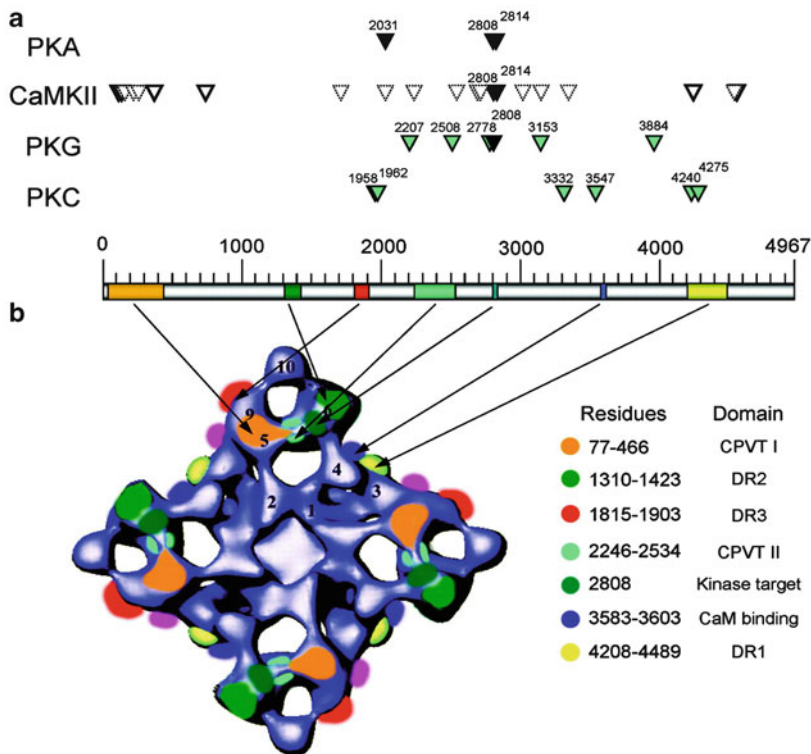 a
PKA
2031
2808
2814
CaMKII
2808
2814
PKG
2207
2508
2778
2808
3153
3884
PKC
1958
1962
3332
3547
4240
4275
0
1000
2000
3000
4000
4967
b
10
9
5
4
3
2
1
Residues Domain
77-466 CPVT I
1310-1423 DR2
1815-1903 DR3
2246-2534 CPVT II
2808 Kinase target
3583-3603 CaM binding
4208-4489 DR1